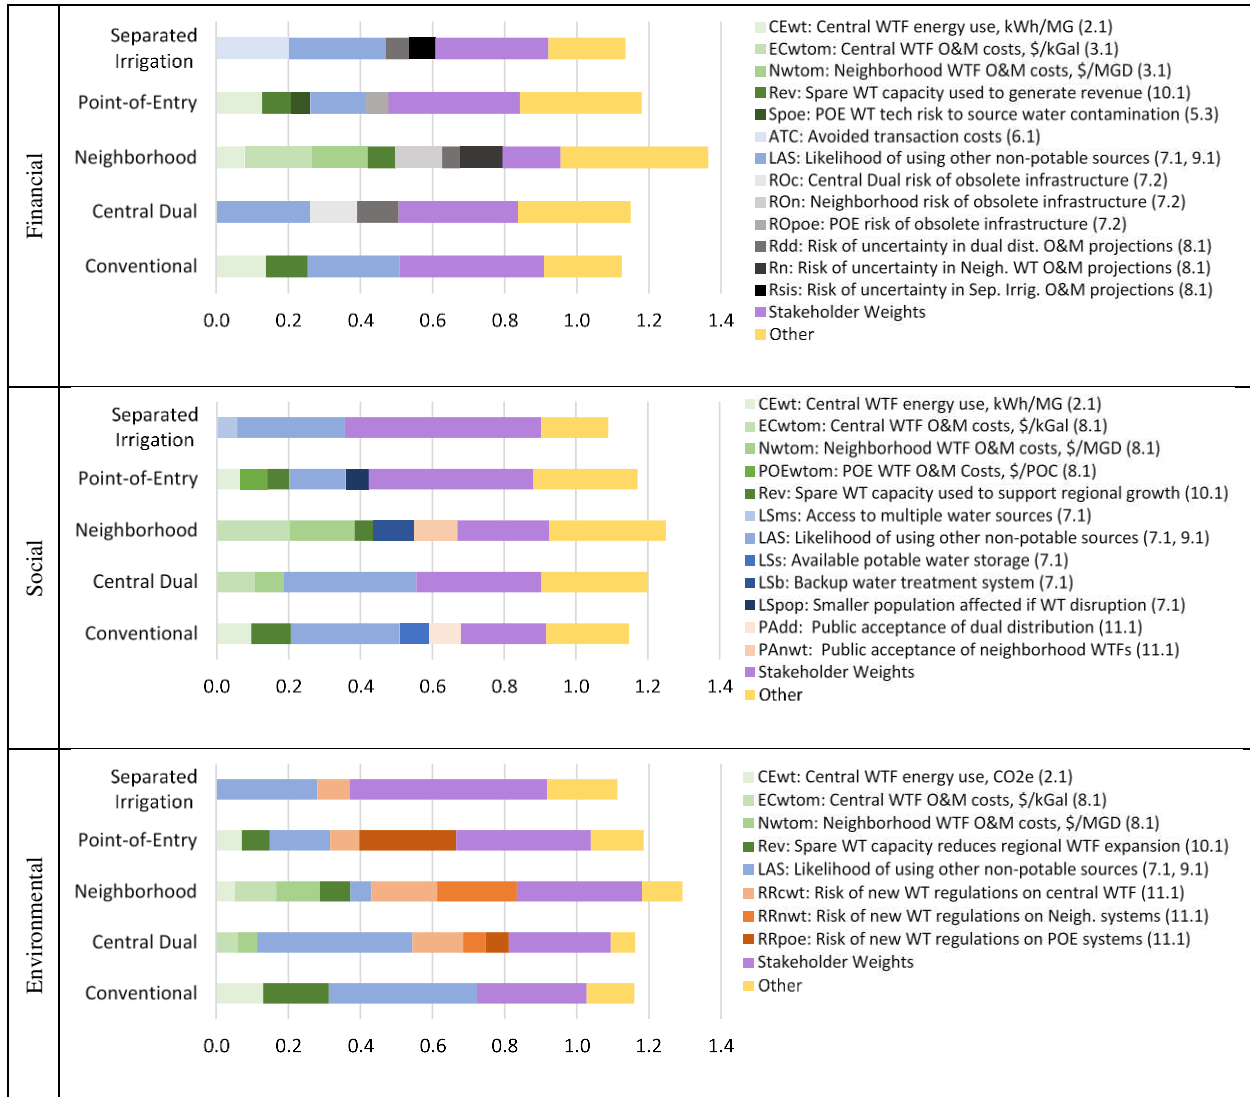 Financial
Separated
Irrigation
Point-of-Entry
Neighborhood
Central Dual
Conventional
0.0 0.2 0.4 0.6 0.8 1.0 1.2 1.4
CEwt: Central WTF energy use, kWh/MG (2.1)
ECwtom: Central WTF O&M costs, $/kGal (3.1)
Nwtom: Neighborhood WTF O&M costs, $/MGD (3.1)
Rev: Spare WT capacity used to generate revenue (10.1)
Spoe: POE WT tech risk to source water contamination (5.3)
ATC: Avoided transaction costs (6.1)
LAS: Likelihood of using other non-potable sources (7.1, 9.1)
ROc: Central Dual risk of obsolete infrastructure (7.2)
ROn: Neighborhood risk of obsolete infrastructure (7.2)
ROpoe: POE risk of obsolete infrastructure (7.2)
Rdd: Risk of uncertainty in dual dist. O&M projections (8.1)
Rn: Risk of uncertainty in Neigh. WT O&M projections (8.1)
Rsis: Risk of uncertainty in Sep. Irrig. O&M projections (8.1)
Stakeholder Weights
Other
Social
Separated
Irrigation
Point-of-Entry
Neighborhood
Central Dual
Conventional
0.0 0.2 0.4 0.6 0.8 1.0 1.2 1.4
CEwt: Central WTF energy use, kWh/MG (2.1)
ECwtom: Central WTF O&M costs, $/kGal (8.1)
Nwtom: Neighborhood WTF O&M costs, $/MGD (8.1)
POEwtom: POE WTF O&M Costs, $/POC (8.1)
Rev: Spare WT capacity used to support regional growth (10.1)
LSms: Access to multiple water sources (7.1)
LAS: Likelihood of using other non-potable sources (7.1, 9.1)
LSs: Available potable water storage (7.1)
LSb: Backup water treatment system (7.1)
LSpop: Smaller population affected if WT disruption (7.1)
PAdd: Public acceptance of dual distribution (11.1)
PAnwt: Public acceptance of neighborhood WTFs (11.1)
Stakeholder Weights
Other
Environmental
Separated
Irrigation
Point-of-Entry
Neighborhood
Central Dual
Conventional
0.0 0.2 0.4 0.6 0.8 1.0 1.2 1.4
CEwt: Central WTF energy use, CO2e (2.1)
ECwtom: Central WTF O&M costs, $/kGal (8.1)
Nwtom: Neighborhood WTF O&M costs, $/MGD (8.1)
Rev: Spare WT capacity reduces regional WTF expansion (10.1)
LAS: Likelihood of using other non-potable sources (7.1, 9.1)
RRcwt: Risk of new WT regulations on central WTF (11.1)
RRnwt: Risk of new WT regulations on Neigh. systems (11.1)
RRpoe: Risk of new WT regulations on POE systems (11.1)
Stakeholder Weights
Other